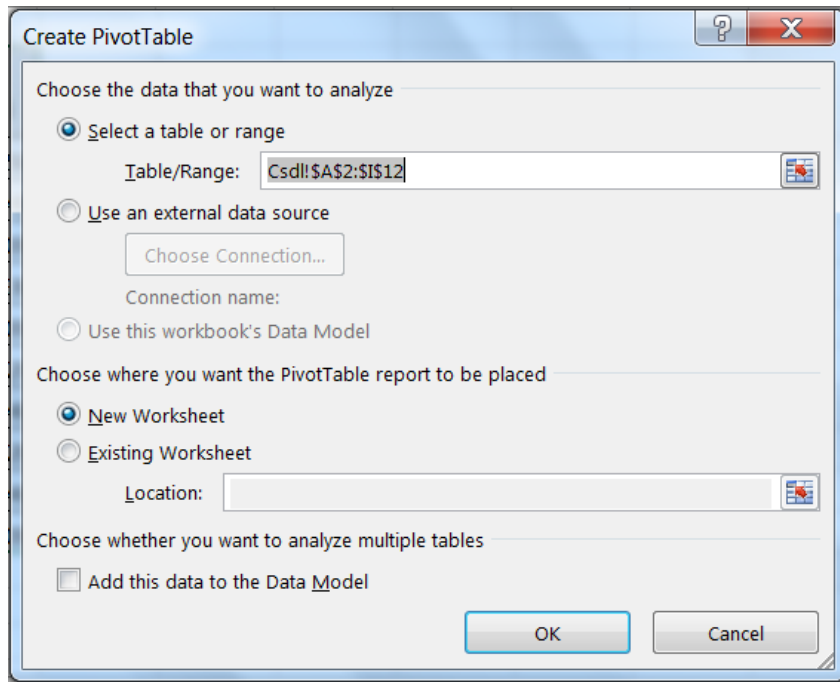 Create PivotTable
Choose the data that you want to analyze
Select a table or range
Table/Range: Csdl!$A$2:$I$12
Use an external data source
Choose Connection...
Connection name:
Use this workbook's Data Model
Choose where you want the PivotTable report to be placed
New Worksheet
Existing Worksheet
Location:
Choose whether you want to analyze multiple tables
Add this data to the Data Model
OK Cancel